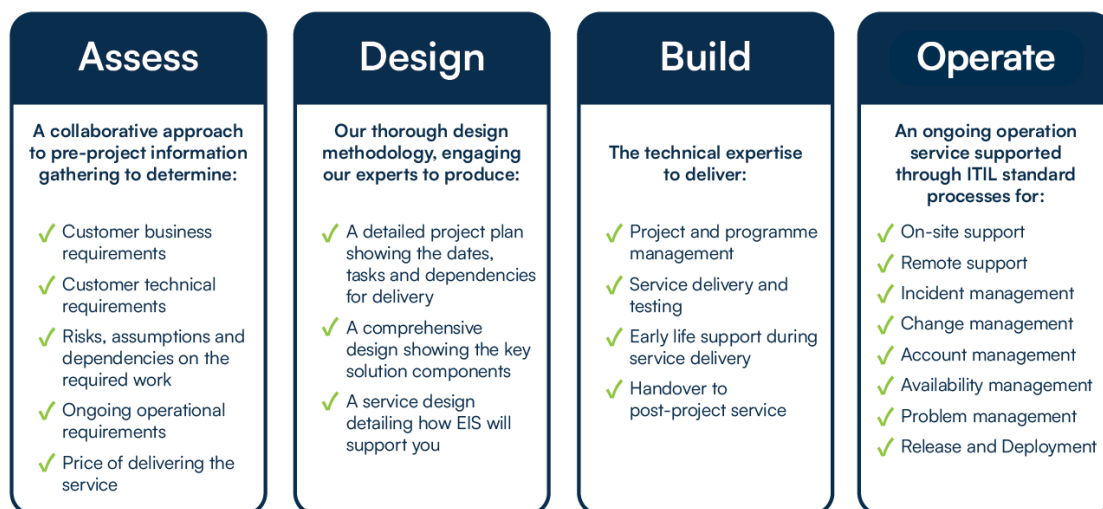 Assess
A collaborative approach
to pre-project information
gathering to determine:
Customer business
requirements
Customer technical
requirements
Risks, assumptions and
dependencies on the
required work
Ongoing operational
requirements
Price of delivering the
service
Design
Our thorough design
methodology, engaging
our experts to produce:
A detailed project plan
showing the dates,
tasks and dependencies
for delivery
A comprehensive
design showing the key
solution components
A service design
detailing how EIS will
support you
Build
The technical expertise
to deliver:
Project and programme
management
Service delivery and
testing
Early life support during
service delivery
Handover to
post-project service
Operate
An ongoing operation
service supported
through ITIL standard
processes for:
On-site support
Remote support
Incident management
Change management
Account management
Availability management
Problem management
Release and Deployment